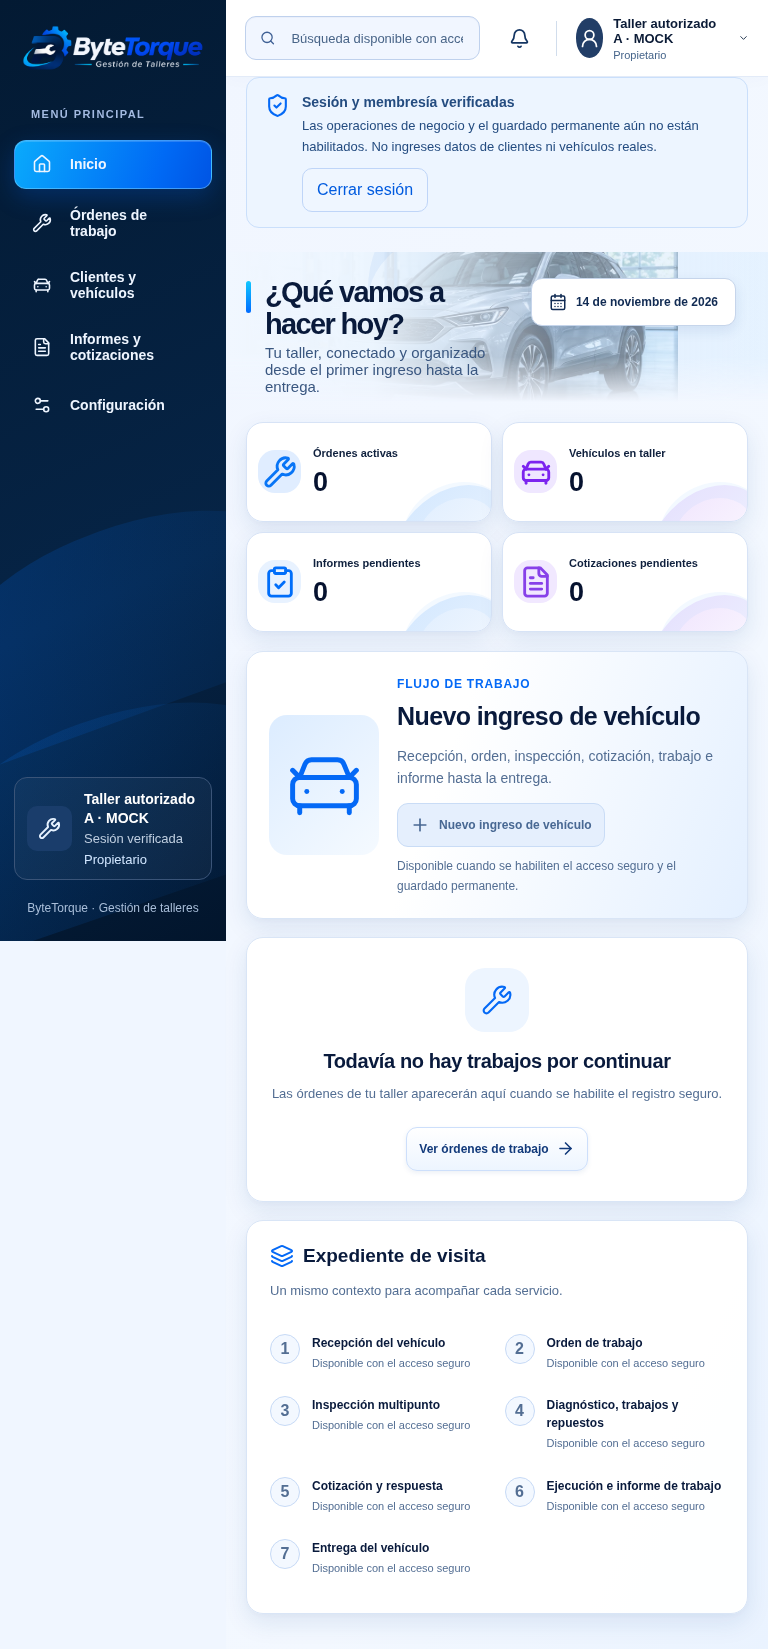 ByteTorque
Gestión de Talleres
MENÚ PRINCIPAL
Inicio
Órdenes de
trabajo
Clientes y
vehículos
Informes y
cotizaciones
Configuración
Taller autorizado
A · MOCK
Sesión verificada
Propietario
ByteTorque · Gestión de talleres
Búsqueda disponible con acce
Taller autorizado
A · MOCK
Propietario
Sesión y membresía verificadas
Las operaciones de negocio y el guardado permanente aún no están
habilitados. No ingreses datos de clientes ni vehículos reales.
Cerrar sesión
¿Qué vamos a
hacer hoy?
Tu taller, conectado y organizado
desde el primer ingreso hasta la
entrega.
14 de noviembre de 2026
Órdenes activas
0
Vehículos en taller
0
Informes pendientes
0
Cotizaciones pendientes
0
FLUJO DE TRABAJO
Nuevo ingreso de vehículo
Recepción, orden, inspección, cotización, trabajo e
informe hasta la entrega.
Nuevo ingreso de vehículo
Disponible cuando se habiliten el acceso seguro y el
guardado permanente.
Todavía no hay trabajos por continuar
Las órdenes de tu taller aparecerán aquí cuando se habilite el registro seguro.
Ver órdenes de trabajo
Expediente de visita
Un mismo contexto para acompañar cada servicio.
1
Recepción del vehículo
Disponible con el acceso seguro
2
Orden de trabajo
Disponible con el acceso seguro
3
Inspección multipunto
Disponible con el acceso seguro
4
Diagnóstico, trabajos y
repuestos
Disponible con el acceso seguro
5
Cotización y respuesta
Disponible con el acceso seguro
6
Ejecución e informe de trabajo
Disponible con el acceso seguro
7
Entrega del vehículo
Disponible con el acceso seguro